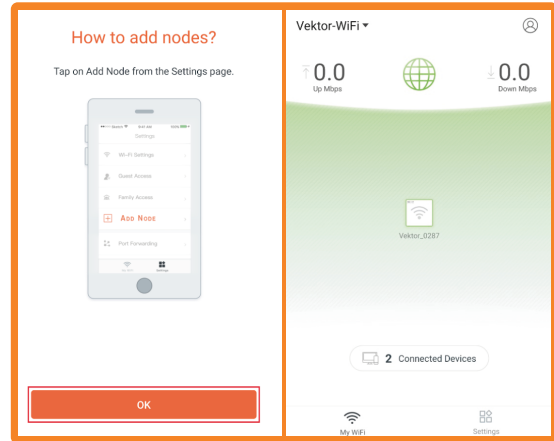 How to add nodes?
Tap on Add Node from the Settings page.
Settings
Wi-Fi Settings
Guest Access
Family Access
ADD NODE
Port Forwarding
My WiFi
Settings
OK
Vektor-WiFi
0.0
Up Mbps
0.0
Down Mbps
Vektor_0287
2 Connected Devices
My WiFi
Settings